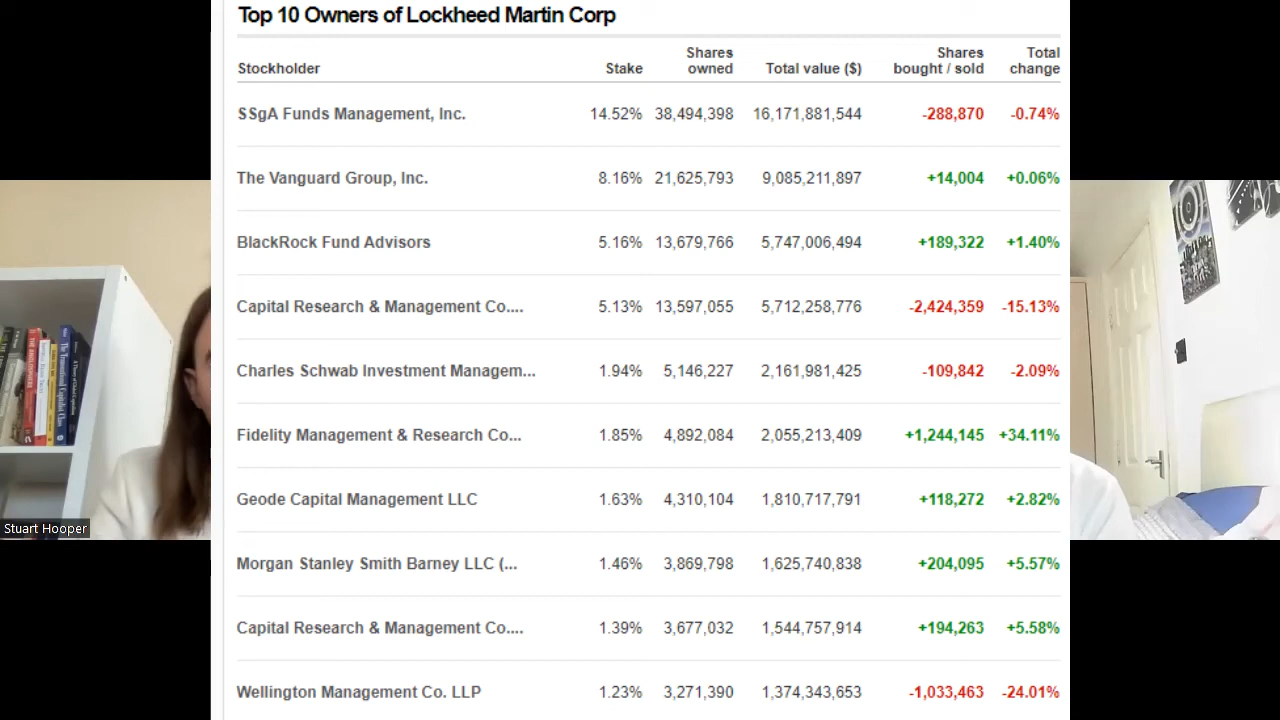 Top 10 Owners of Lockheed Martin Corp
Stockholder Stake Shares owned Total value ($) Shares bought / sold Total change
SSgA Funds Management, Inc. 14.52% 38,494,398 16,171,881,544 -288,870 -0.74%
The Vanguard Group, Inc. 8.16% 21,625,793 9,085,211,897 +14,004 +0.06%
BlackRock Fund Advisors 5.16% 13,679,766 5,747,006,494 +189,322 +1.40%
Capital Research & Management Co.... 5.13% 13,597,055 5,712,258,776 -2,424,359 -15.13%
Charles Schwab Investment Managem... 1.94% 5,146,227 2,161,981,425 -109,842 -2.09%
Fidelity Management & Research Co... 1.85% 4,892,084 2,055,213,409 +1,244,145 +34.11%
Geode Capital Management LLC 1.63% 4,310,104 1,810,717,791 +118,272 +2.82%
Morgan Stanley Smith Barney LLC (... 1.46% 3,869,798 1,625,740,838 +204,095 +5.57%
Capital Research & Management Co.... 1.39% 3,677,032 1,544,757,914 +194,263 +5.58%
Wellington Management Co. LLP 1.23% 3,271,390 1,374,343,653 -1,033,463 -24.01%
The Transnational Capitalist Class
Stuart Hooper